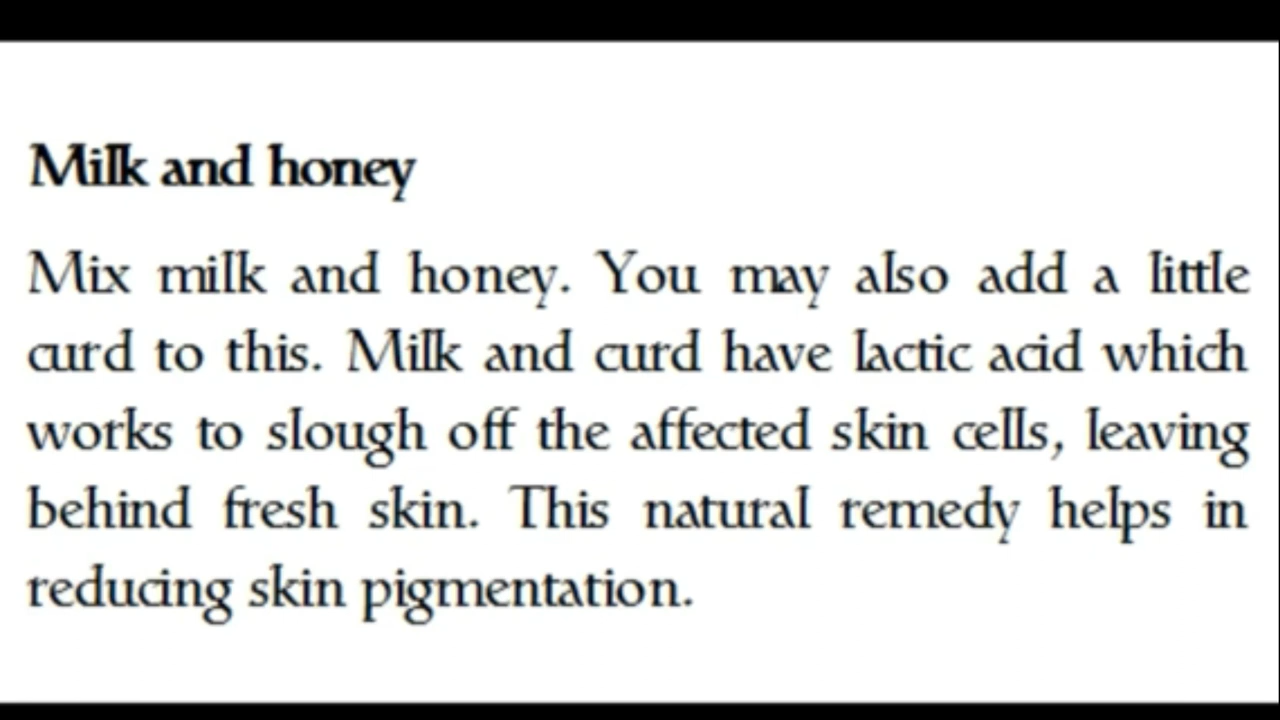 Milk and honey
Mix milk and honey. You may also add a little
curd to this. Milk and curd have lactic acid which
works to slough off the affected skin cells, leaving
behind fresh skin. This natural remedy helps in
reducing skin pigmentation.